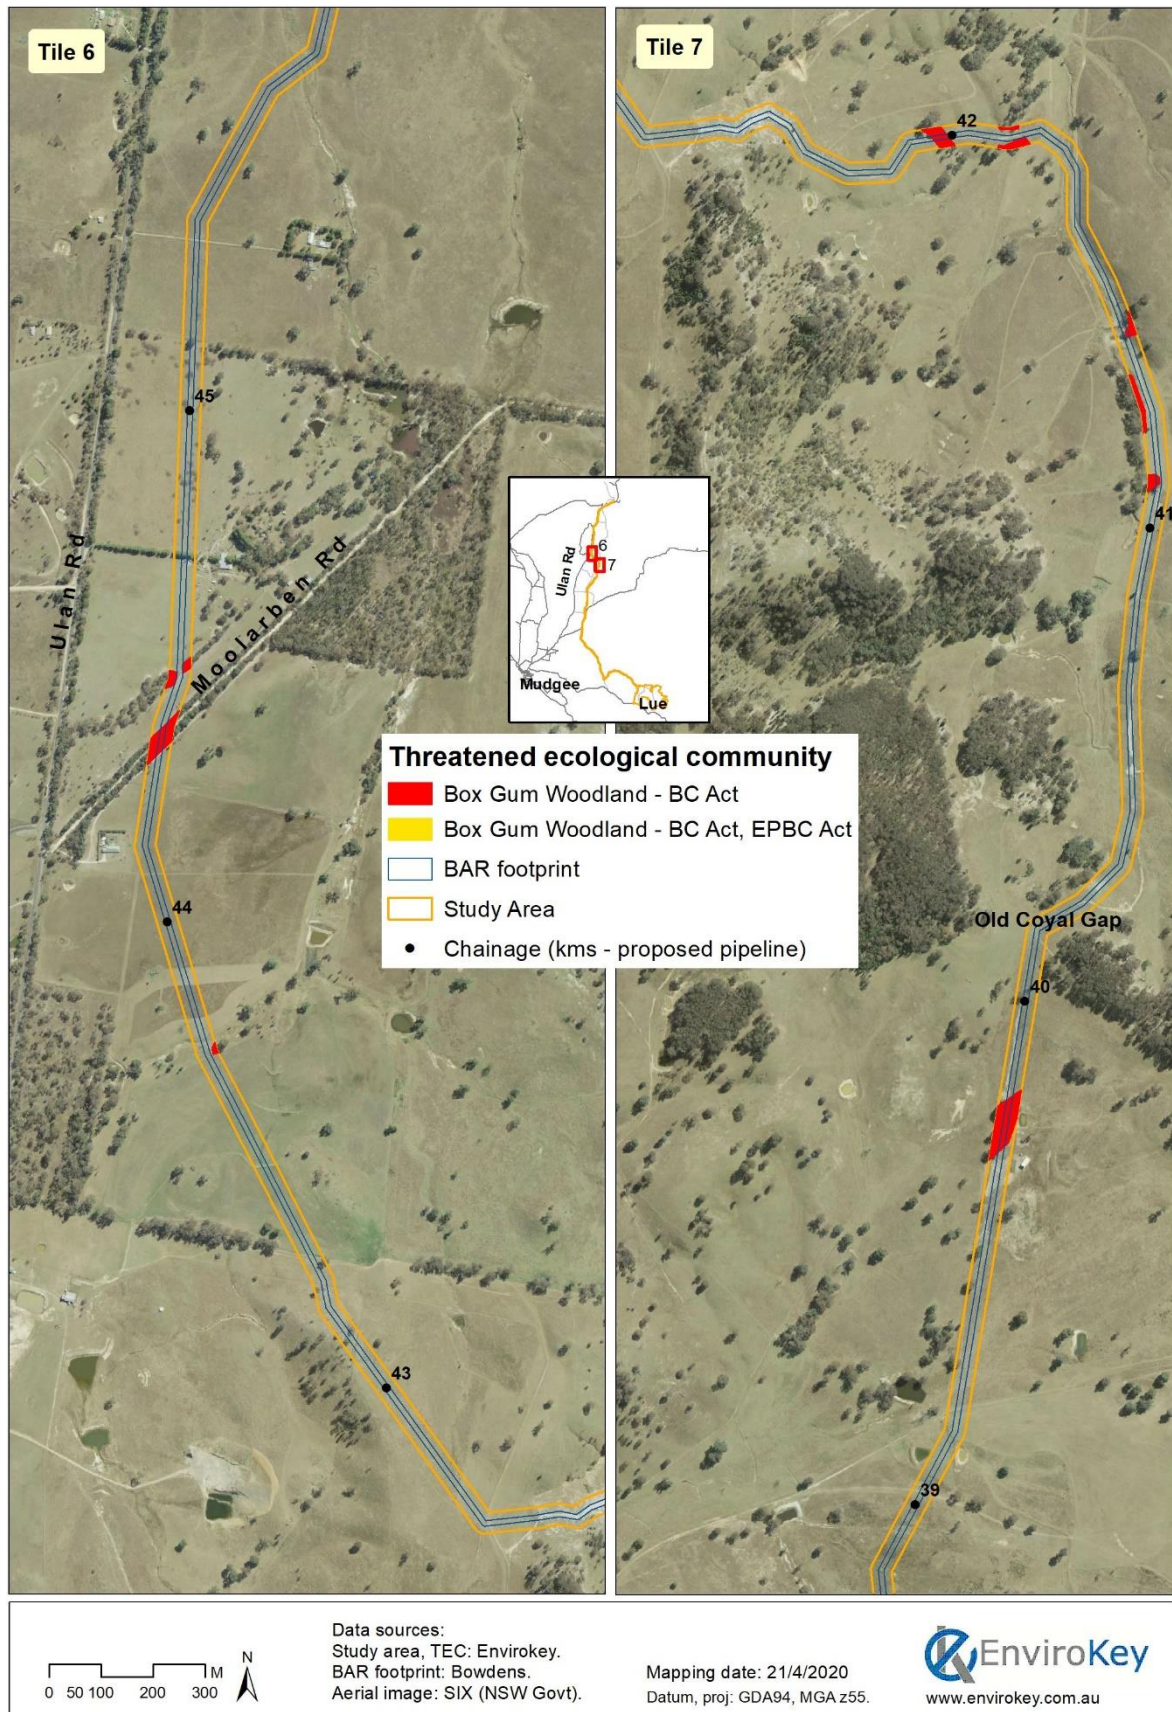 Tile 6
45
Ulan Rd
Moolarben Rd
44
43
Tile 7
42
41
Old Coyal Gap
40
39
6
7
Ulan Rd
Mudgee
Lue
Threatened ecological community
Box Gum Woodland - BC Act
Box Gum Woodland - BC Act, EPBC Act
BAR footprint
Study Area
Chainage (kms - proposed pipeline)
M
0 50 100 200 300
N
Data sources:
Study area, TEC: Envirokey.
BAR footprint: Bowdens.
Aerial image: SIX (NSW Govt).
Mapping date: 21/4/2020
Datum, proj: GDA94, MGA z55.
EnviroKey
www.envirokey.com.au